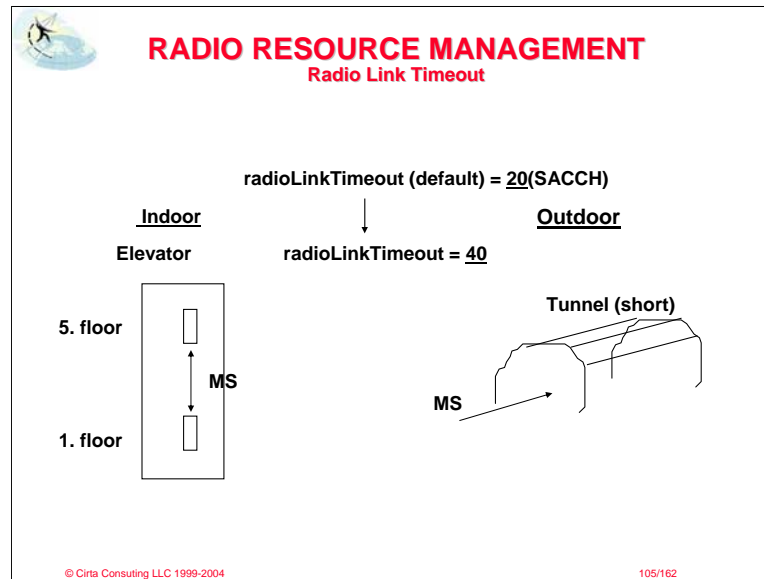 RADIO RESOURCE MANAGEMENT
Radio Link Timeout
radioLinkTimeout (default) = 20(SACCH)
Indoor
Outdoor
Elevator
radioLinkTimeout = 40
Tunnel (short)
5. floor
MS
MS
1. floor
© Cirta Consuting LLC 1999-2004
105/162